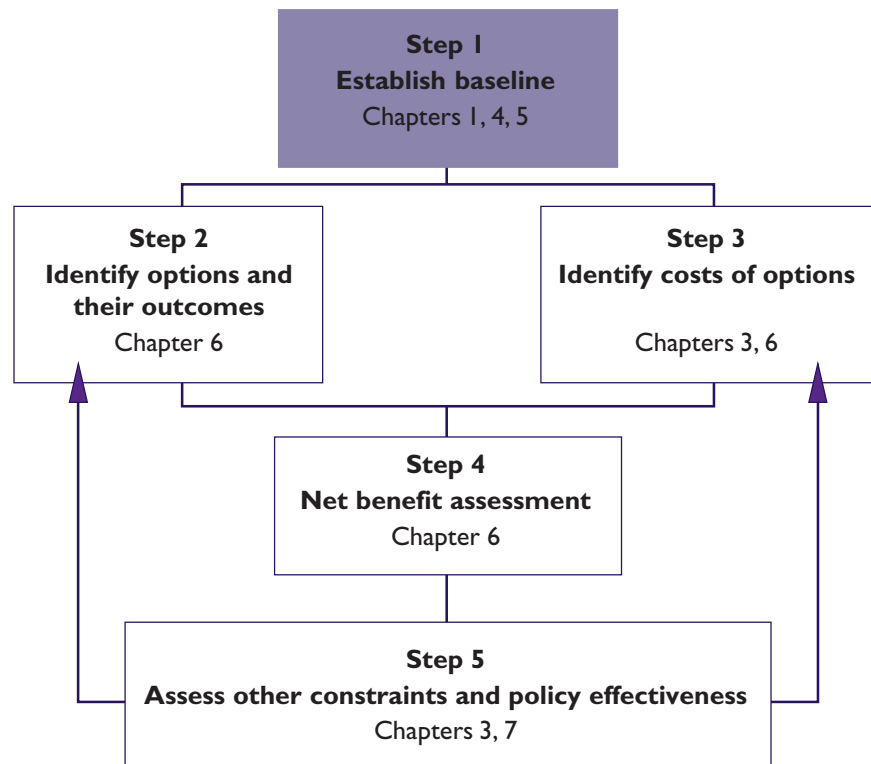 Step 1
Establish baseline
Chapters 1, 4, 5
Step 2
Identify options and
their outcomes
Chapter 6
Step 3
Identify costs of options
Chapters 3, 6
Step 4
Net benefit assessment
Chapter 6
Step 5
Assess other constraints and policy effectiveness
Chapters 3, 7